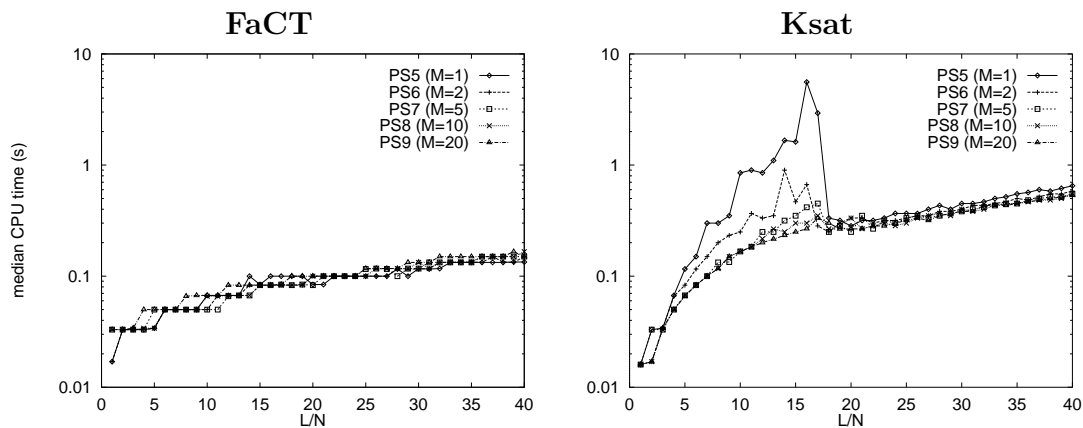 FaCT
Ksat
median CPU time (s)
10
1
0.1
0.01
PS5 (M=1)
PS6 (M=2)
PS7 (M=5)
PS8 (M=10)
PS9 (M=20)
0 5 10 15 20 25 30 35 40
L/N
10
1
0.1
0.01
PS5 (M=1)
PS6 (M=2)
PS7 (M=5)
PS8 (M=10)
PS9 (M=20)
0 5 10 15 20 25 30 35 40
L/N